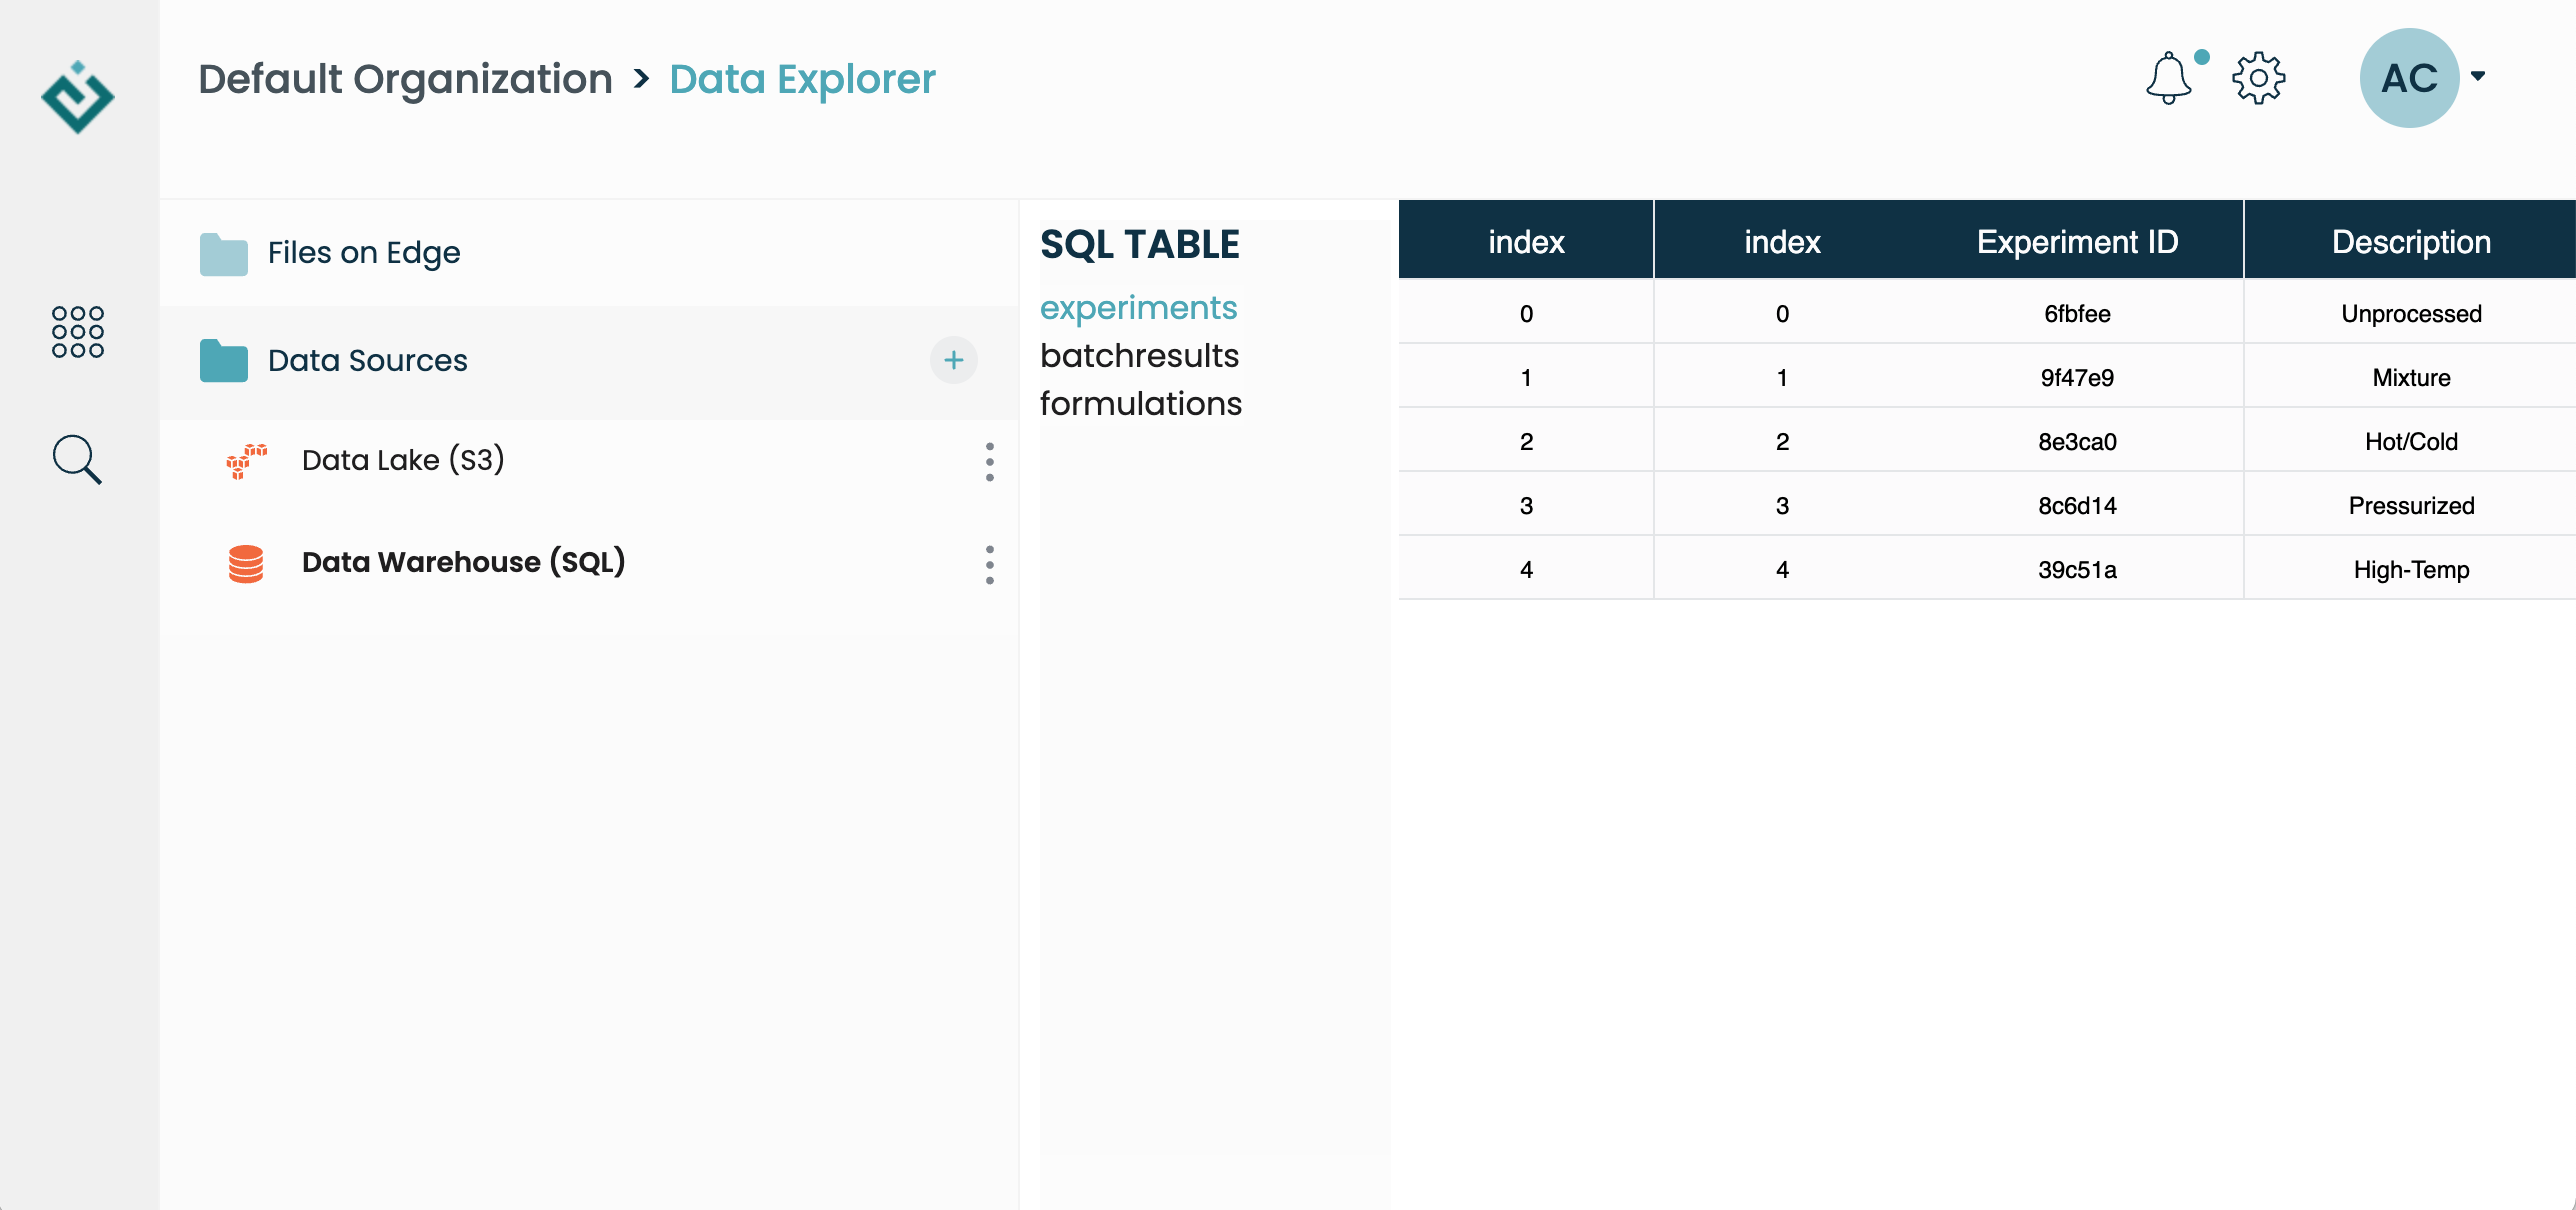 Default Organization > Data Explorer
AC
Files on Edge
Data Sources
Data Lake (S3)
Data Warehouse (SQL)
SQL TABLE
experiments
batchresults
formulations
index index Experiment ID Description
0 0 6fbfee Unprocessed
1 1 9f47e9 Mixture
2 2 8e3ca0 Hot/Cold
3 3 8c6d14 Pressurized
4 4 39c51a High-Temp